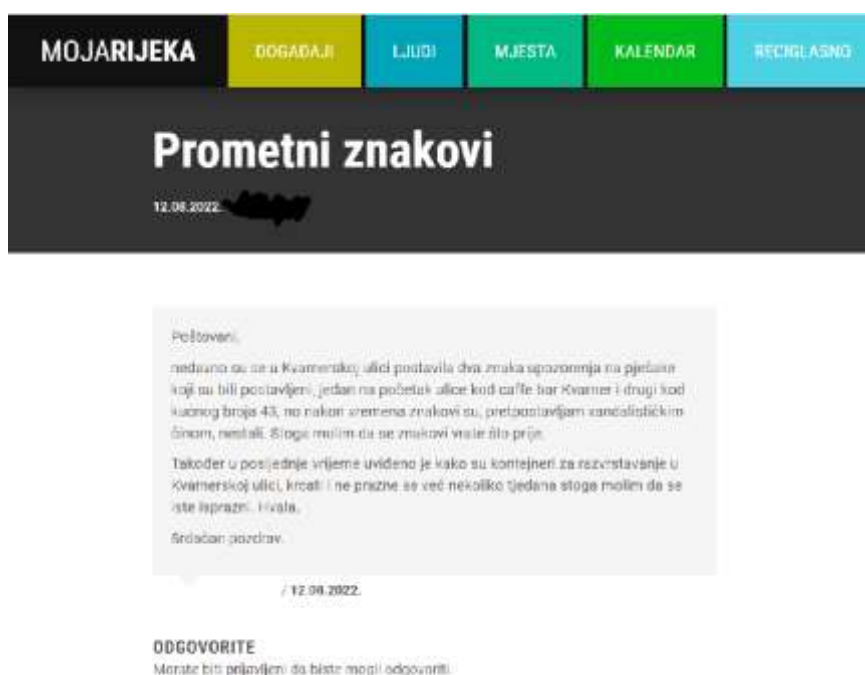 MOJARIJEKA
DOGAĐAJI
LJUDI
MJESTA
KALENDAR
RECIGLASNO
Prometni znakovi
12.08.2022.
Poštovani,
nedavno su se u Kvarnerskoj ulici postavila dva znaka upozorenja na pješake
koji su bili postavljeni, jedan na početak ulice kod caffe bar Kvarner i drugi kod
kućnog broja 43, no nakon vremena znakovi su, pretpostavljam vandalističkim
činom, nestali. Stoga molim da se znakovi vrate što prije.
Također u posljednje vrijeme uviđeno je kako su kontejneri za razvrstavanje u
Kvarnerskoj ulici, krcati i ne prazne se već nekoliko tjedana stoga molim da se
iste isprazni. Hvala.
Srdačan pozdrav.
/ 12.08.2022.
ODGOVORITE
Morate biti prijavljeni da biste mogli odgovoriti.